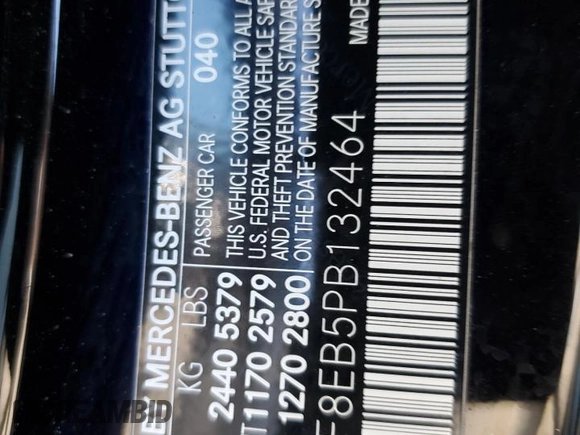 MERCEDES-BENZ AG STUTT
KG LBS
2440 5379
1170 2579
1270 2800
PASSENGER CAR 040
THIS VEHICLE CONFORMS TO ALL A
U.S. FEDERAL MOTOR VEHICLE SAF
AND THEFT PREVENTION STANDARD
ON THE DATE OF MANUFACTURE S
MADE
8EB5PB132464